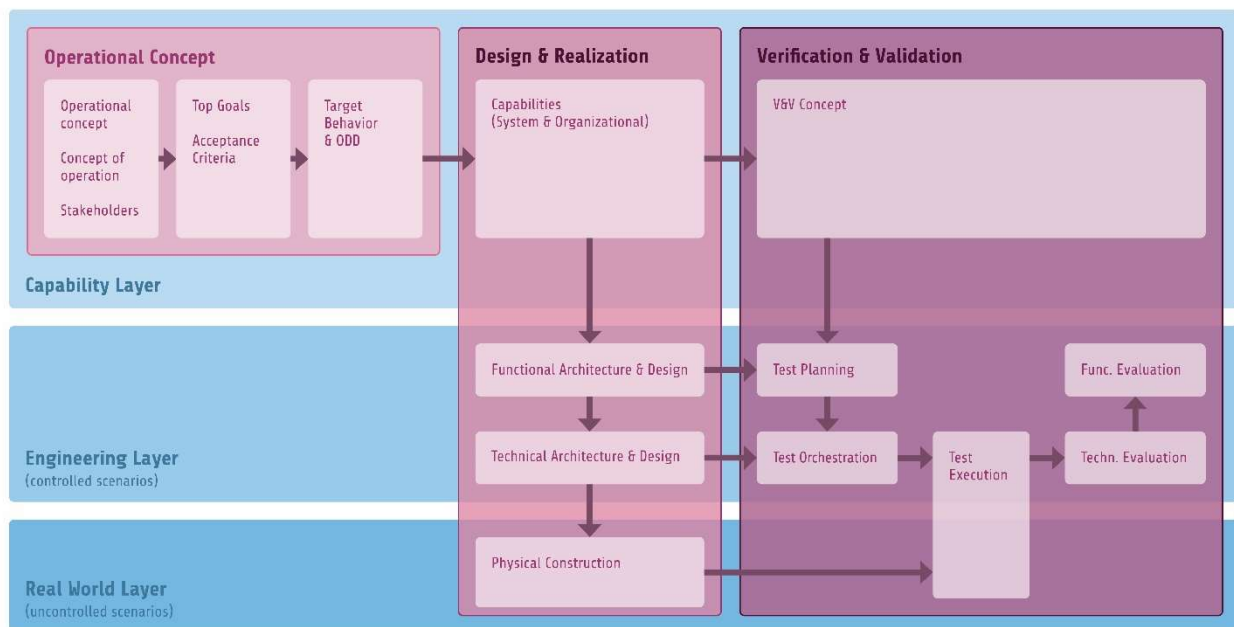 Operational Concept
Operational
concept
Concept of
operation
Stakeholders
Top Goals
Acceptance
Criteria
Target
Behavior
& ODD
Design & Realization
Capabilities
(System & Organizational)
Verification & Validation
V&V Concept
Capability Layer
Functional Architecture & Design
Test Planning
Func. Evaluation
Technical Architecture & Design
Test Orchestration
Test
Execution
Techn. Evaluation
Engineering Layer
(controlled scenarios)
Physical Construction
Real World Layer
(uncontrolled scenarios)